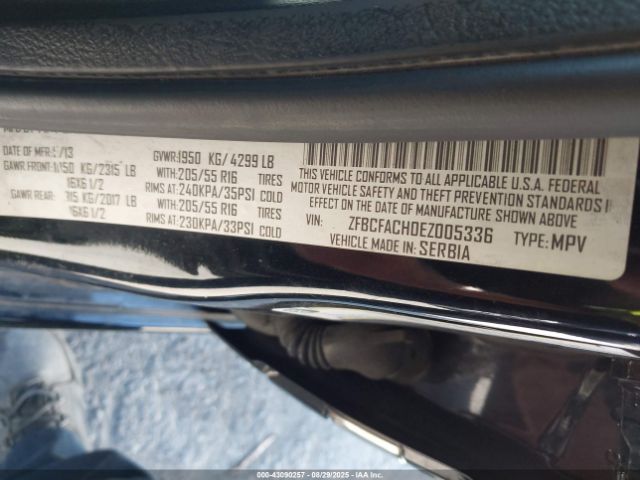 DATE OF MFR: /13
GAWR FRONT: 1050 KG/2315 LB
16X6 1/2
GAWR REAR: 915 KG/2017 LB
16X6 1/2
GVWR: 1950 KG/ 4299 LB
WITH: 205/55 R16 TIRES
RIMS AT: 240KPA/35PSI COLD
WITH: 205/55 R16 TIRES
RIMS AT: 230KPA/33PSI COLD
THIS VEHICLE CONFORMS TO ALL APPLICABLE U.S.A. FEDERAL
MOTOR VEHICLE SAFETY AND THEFT PREVENTION STANDARDS I
EFFECT ON THE DATE OF MANUFACTURE SHOWN ABOVE.
VIN: ZFBCFACH0EZ005336 TYPE: MPV
VEHICLE MADE IN: SERBIA
000-43090257 - 08/29/2025 - IAAI.COM